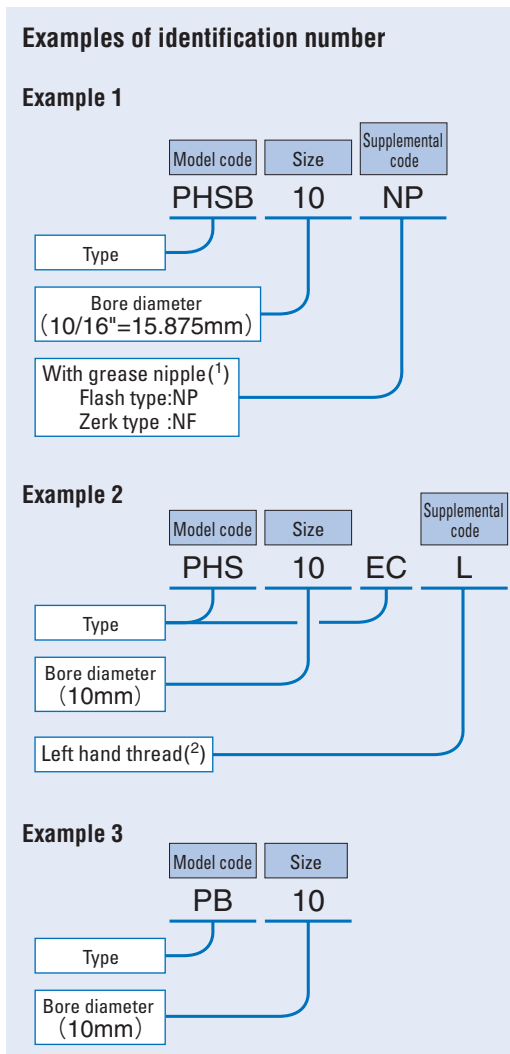 Examples of identification number
Example 1
Model code Size Supplemental code
PHSB 10 NP
Type
Bore diameter
(10/16"=15.875mm)
With grease nipple(1)
Flash type:NP
Zerk type :NF
Example 2
Model code Size Supplemental code
PHS 10 EC L
Type
Bore diameter
(10mm)
Left hand thread(2)
Example 3
Model code Size
PB 10
Type
Bore diameter
(10mm)